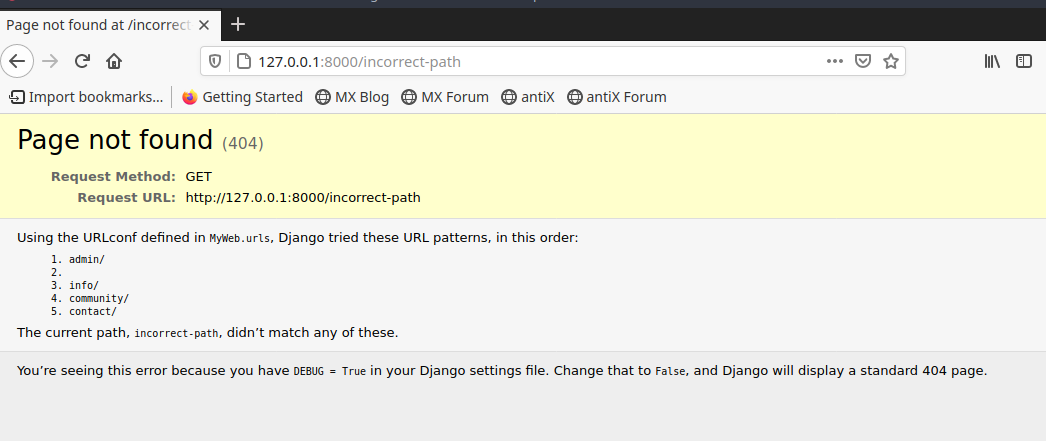 Page not found at /incorrect
127.0.0.1:8000/incorrect-path
Import bookmarks... Getting Started MX Blog MX Forum antiX antiX Forum
Page not found (404)
Request Method: GET
Request URL: http://127.0.0.1:8000/incorrect-path
Using the URLconf defined in MyWeb.urls, Django tried these URL patterns, in this order:
1. admin/
2.
3. info/
4. community/
5. contact/
The current path, incorrect-path, didn’t match any of these.
You’re seeing this error because you have DEBUG = True in your Django settings file. Change that to False, and Django will display a standard 404 page.